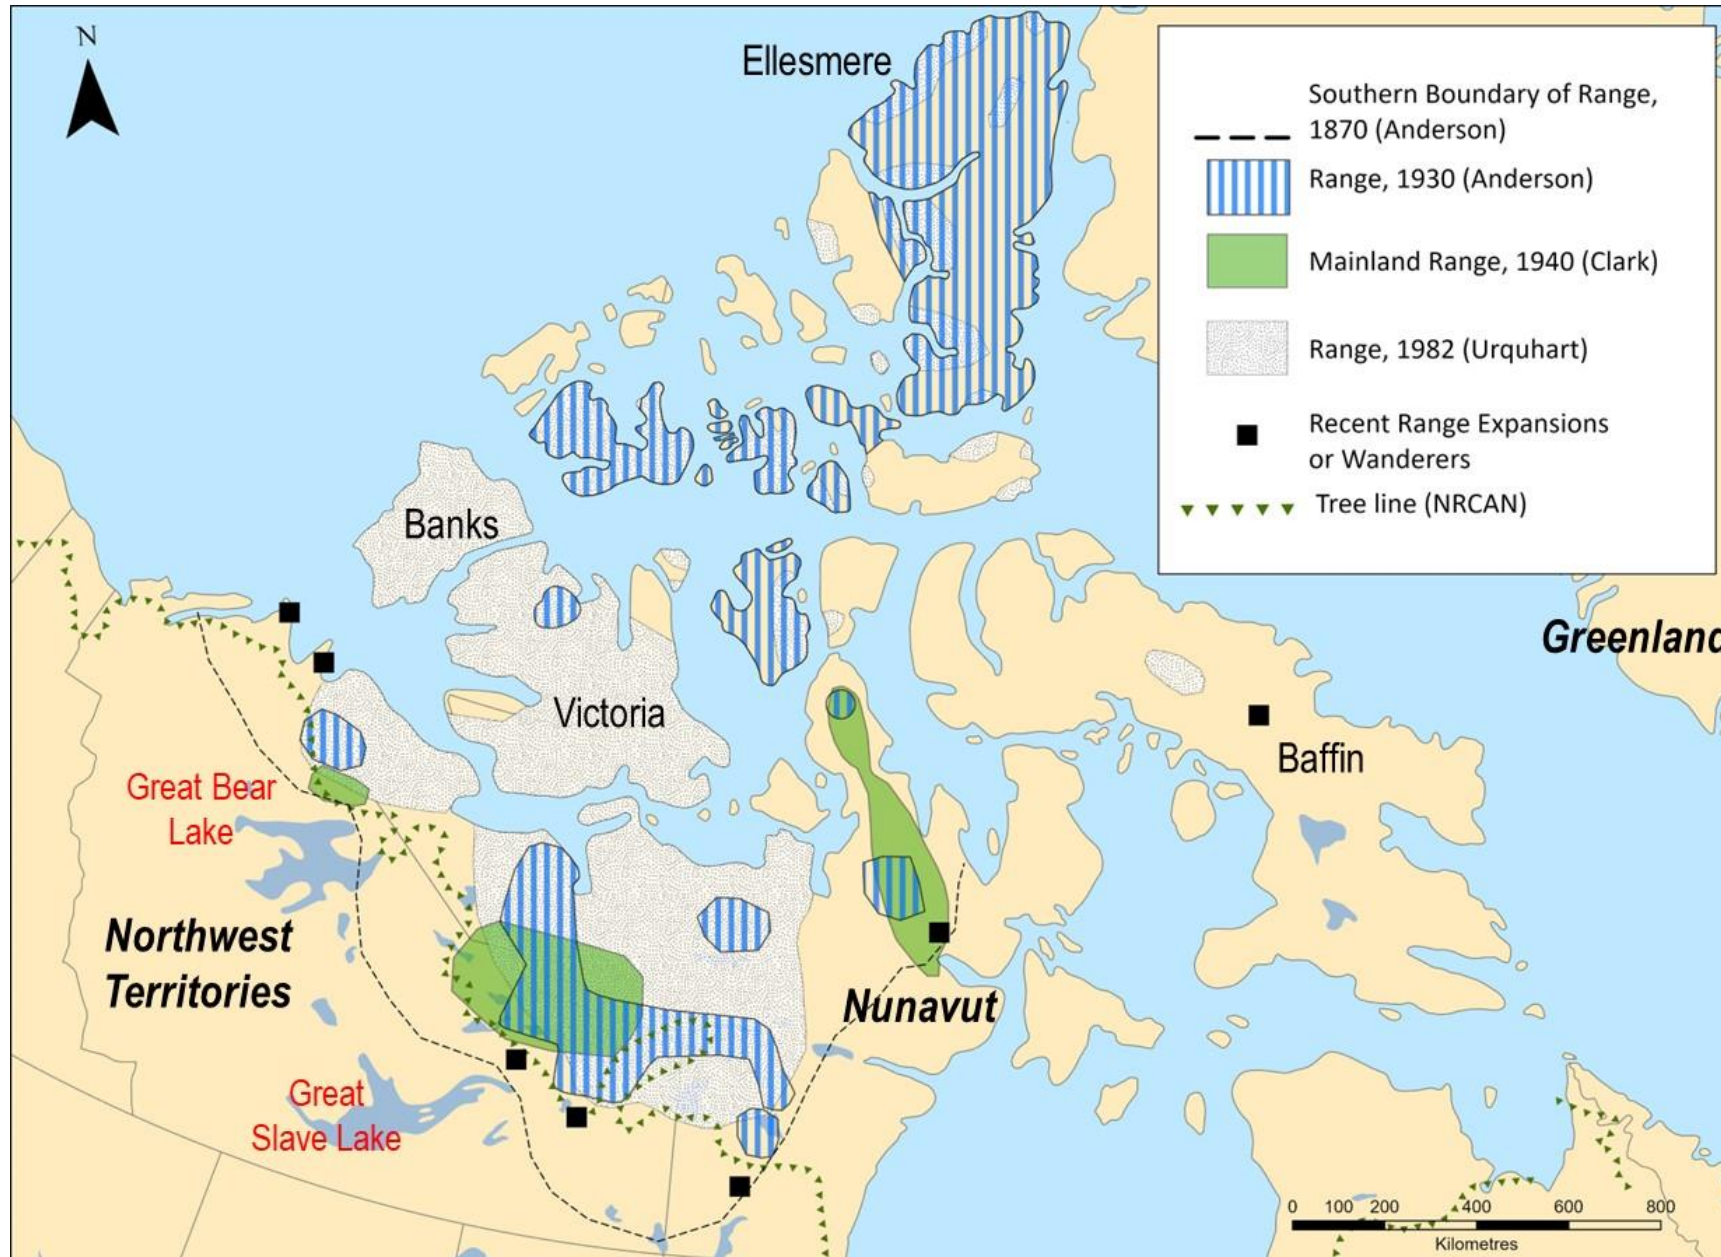 N
Ellesmere
Southern Boundary of Range,
1870 (Anderson)
Range, 1930 (Anderson)
Mainland Range, 1940 (Clark)
Range, 1982 (Urquhart)
Recent Range Expansions
or Wanderers
Tree line (NRCAN)
Banks
Greenland
Victoria
Baffin
Great Bear
Lake
Northwest
Territories
Nunavut
Great
Slave Lake
0 100 200 400 600 800
Kilometres